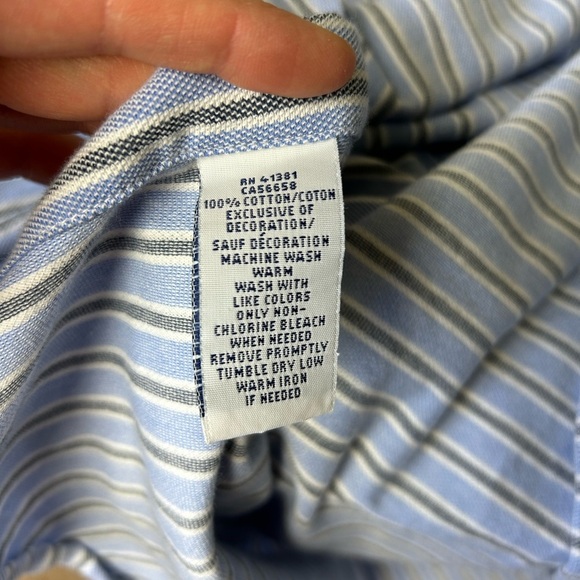 RN 41381
CA56658
100% COTTON/COTON
EXCLUSIVE OF
DECORATION/
SAUF DÉCORATION
MACHINE WASH
WARM
WASH WITH
LIKE COLORS
ONLY NON-
CHLORINE BLEACH
WHEN NEEDED
REMOVE PROMPTLY
TUMBLE DRY LOW
WARM IRON
IF NEEDED